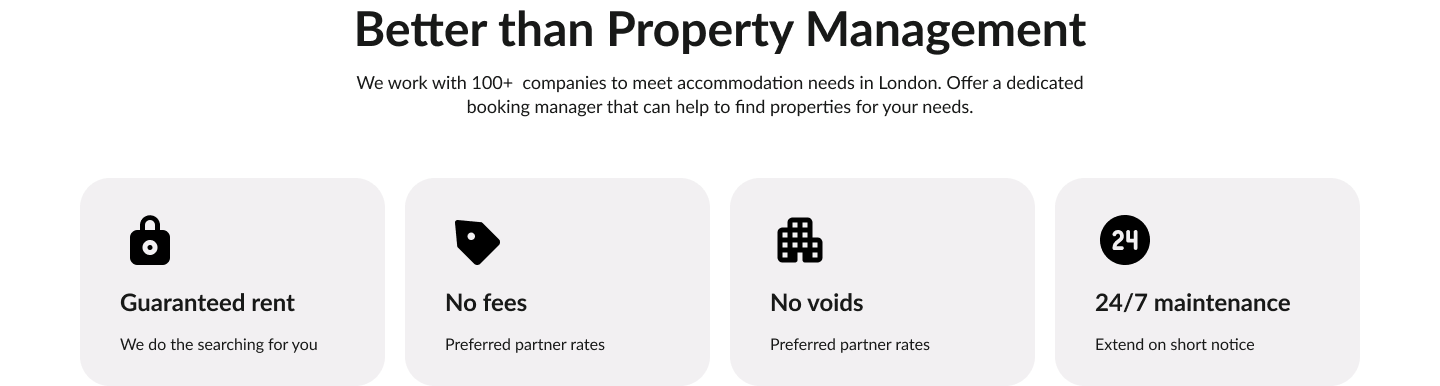 Better than Property Management
We work with 100+  companies to meet accommodation needs in London. Offer a dedicated
booking manager that can help to find properties for your needs.
24
Guaranteed rent
No fees
No voids
24/7 maintenance
We do the searching for you
Preferred partner rates
Preferred partner rates
Extend on short notice